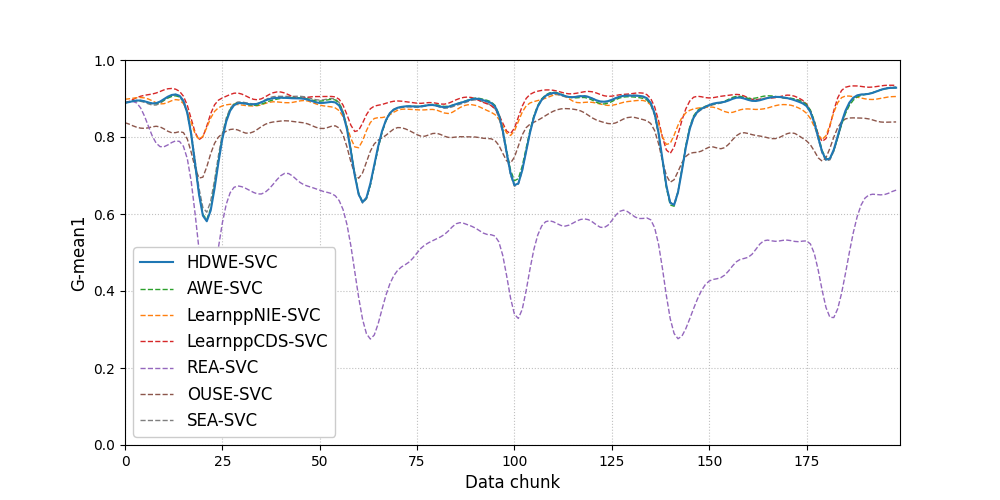 1.0
0.8
0.6
0.4
0.2
0.0
G-mean1
HDWE-SVC
AWE-SVC
LearnppNIE-SVC
LearnppCDS-SVC
REA-SVC
OUSE-SVC
SEA-SVC
0 25 50 75 100 125 150 175
Data chunk